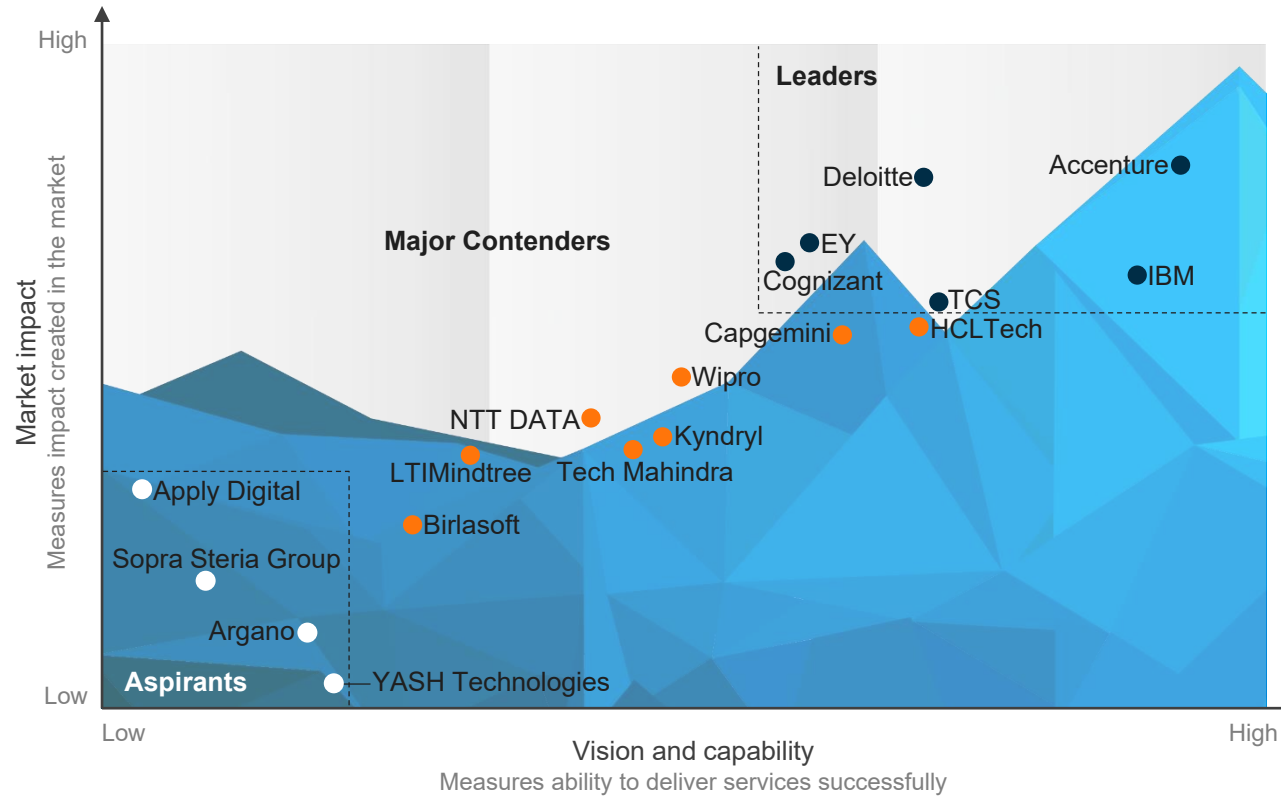 High
Leaders
Accenture
Deloitte
Major Contenders
EY
Cognizant
IBM
TCS
Capgemini
HCLTech
Wipro
NTT DATA
Kyndryl
LTIMindtree
Tech Mahindra
Apply Digital
Birlasoft
Sopra Steria Group
Argano
Aspirants
YASH Technologies
Market impact
Measures impact created in the market
Low
Low
High
Vision and capability
Measures ability to deliver services successfully